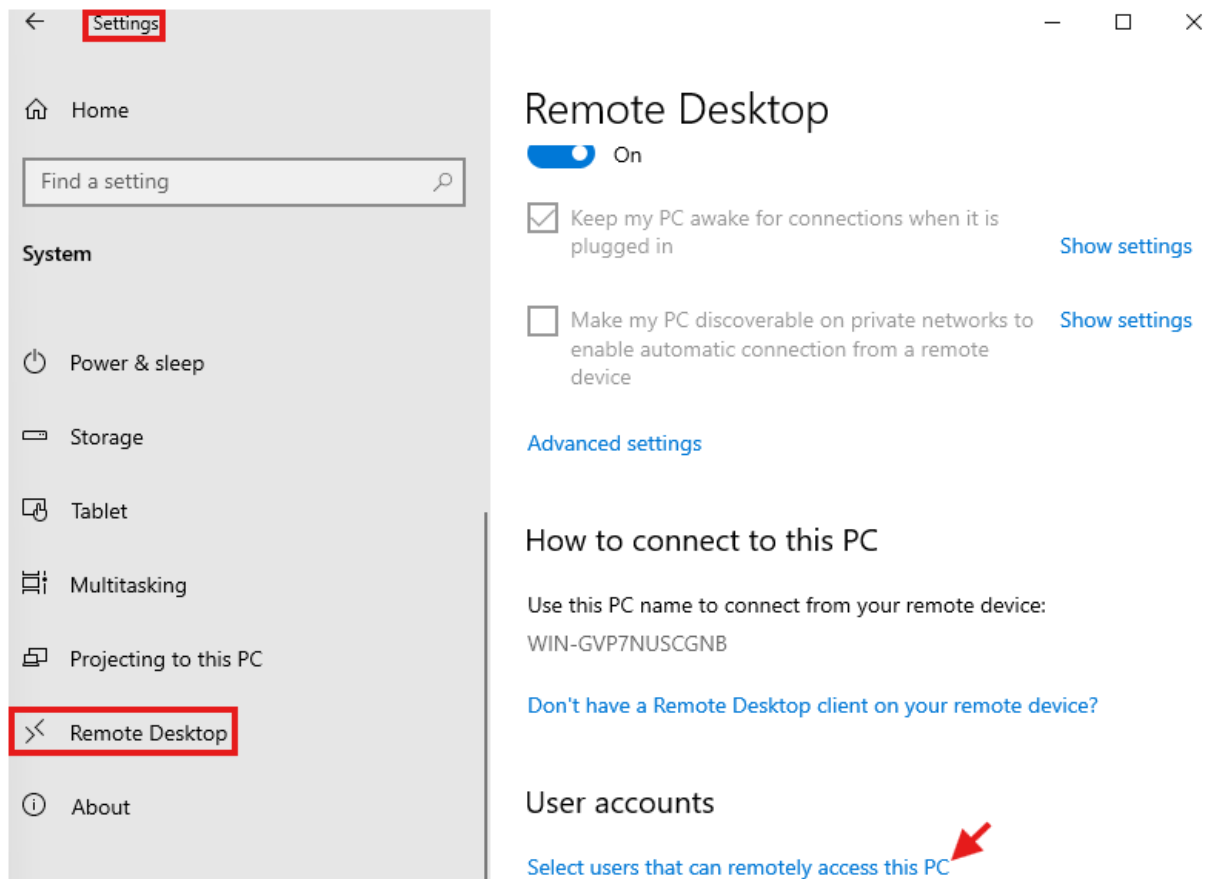 Settings
Home
Find a setting
System
Power & sleep
Storage
Tablet
Multitasking
Projecting to this PC
Remote Desktop
About
Remote Desktop
On
Keep my PC awake for connections when it is
plugged in
Show settings
Make my PC discoverable on private networks to
enable automatic connection from a remote
device
Show settings
Advanced settings
How to connect to this PC
Use this PC name to connect from your remote device:
WIN-GVP7NUSCGNB
Don't have a Remote Desktop client on your remote device?
User accounts
Select users that can remotely access this PC